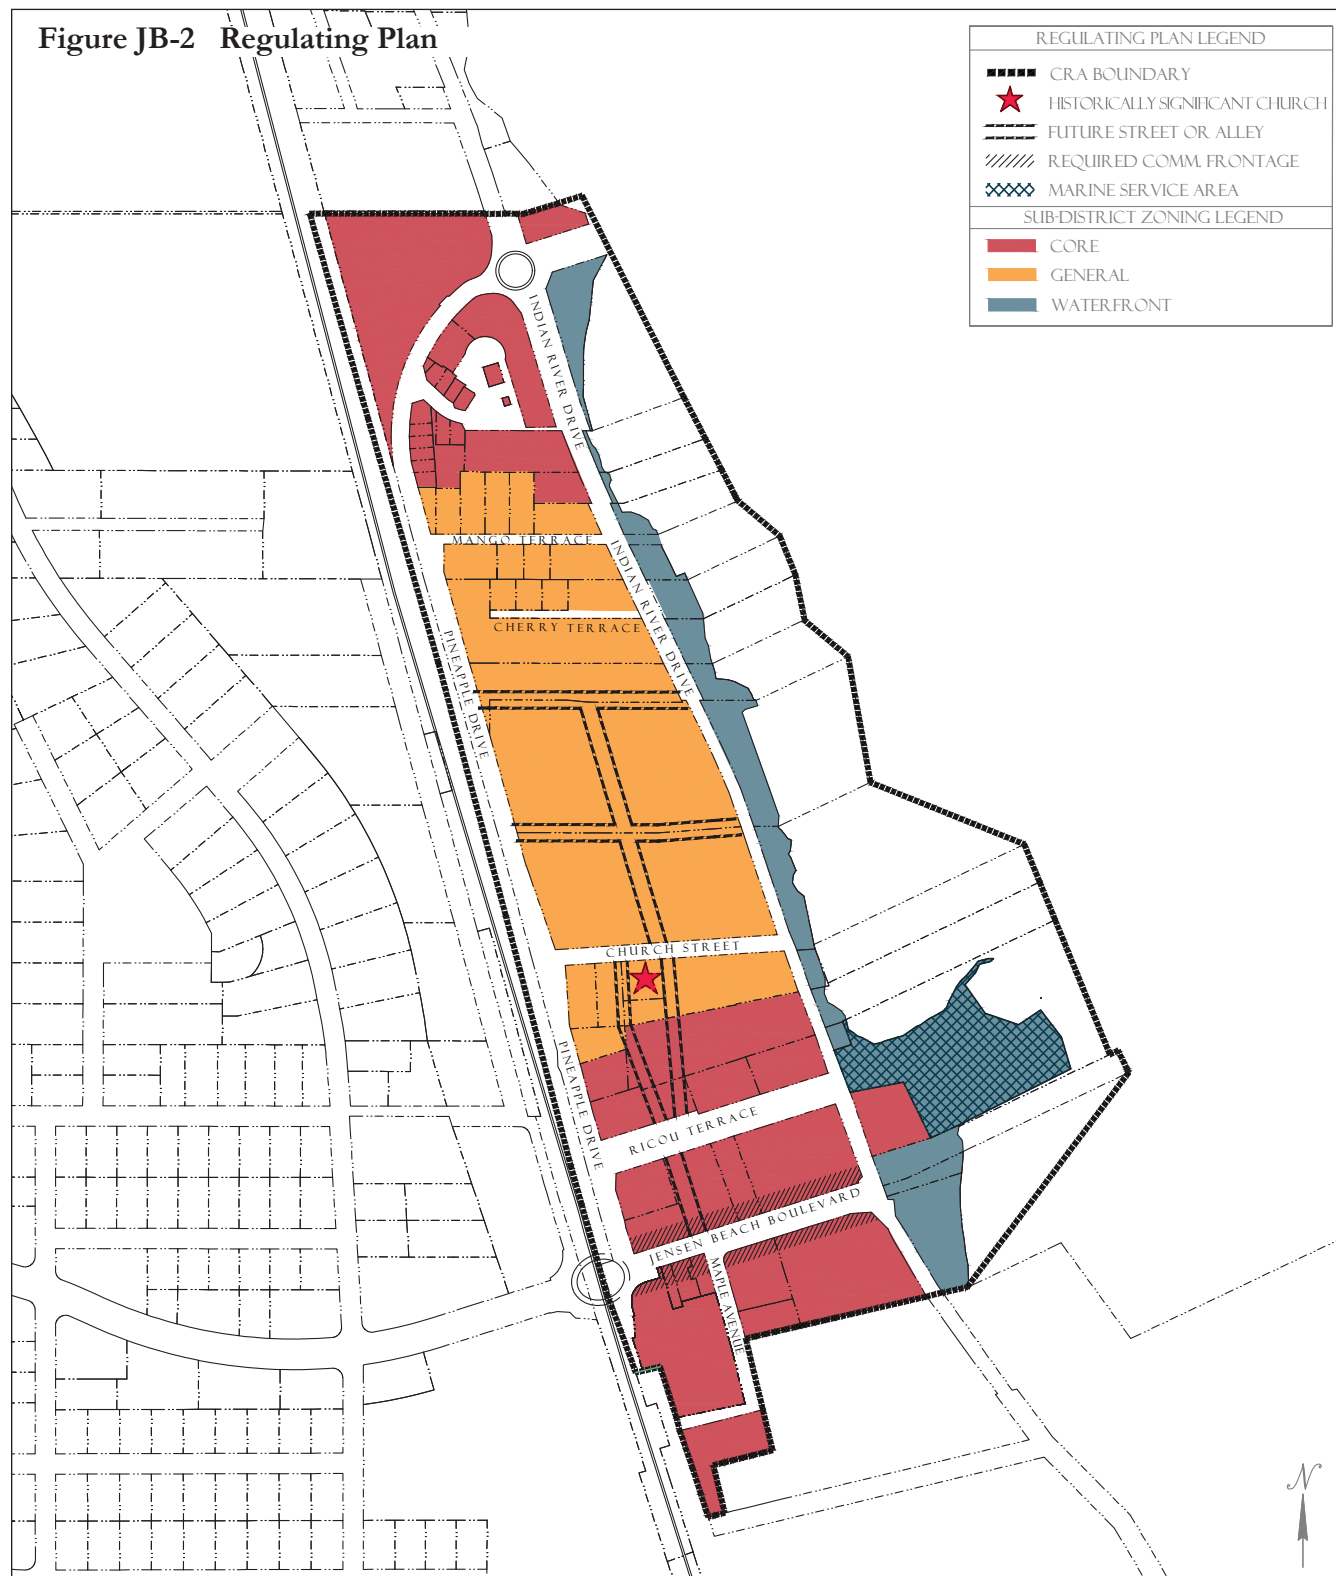 Figure JB-2 Regulating Plan
REGULATING PLAN LEGEND
CRA BOUNDARY
HISTORICALLY SIGNIFICANT CHURCH
FUTURE STREET OR ALLEY
REQUIRED COMM. FRONTAGE
MARINE SERVICE AREA
SUB-DISTRICT ZONING LEGEND
CORE
GENERAL
WATERFRONT
INDIAN RIVER DRIVE
MANGO TERRACE
INDIAN RIVER DRIVE
CHERRY TERRACE
PINEAPPLE DRIVE
CHURCH STREET
PINEAPPLE DRIVE
RICOU TERRACE
JENSEN BEACH BOULEVARD
MAPLE AVENUE
N